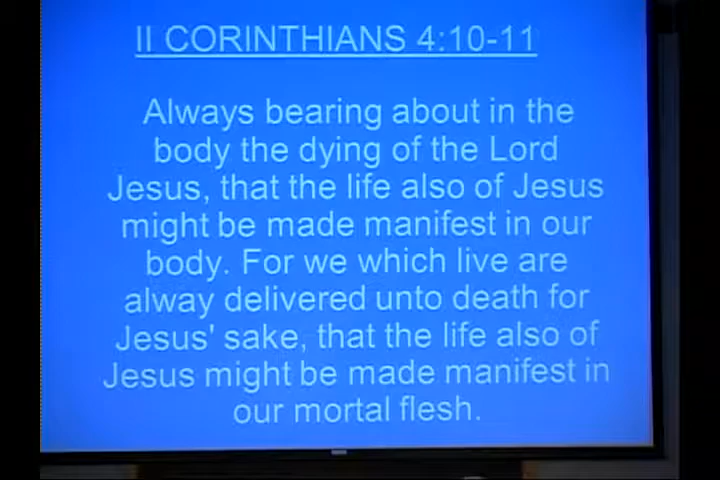 II CORINTHIANS 4:10-11
Always bearing about in the
body the dying of the Lord
Jesus, that the life also of Jesus
might be made manifest in our
body. For we which live are
alway delivered unto death for
Jesus' sake, that the life also of
Jesus might be made manifest in
our mortal flesh.